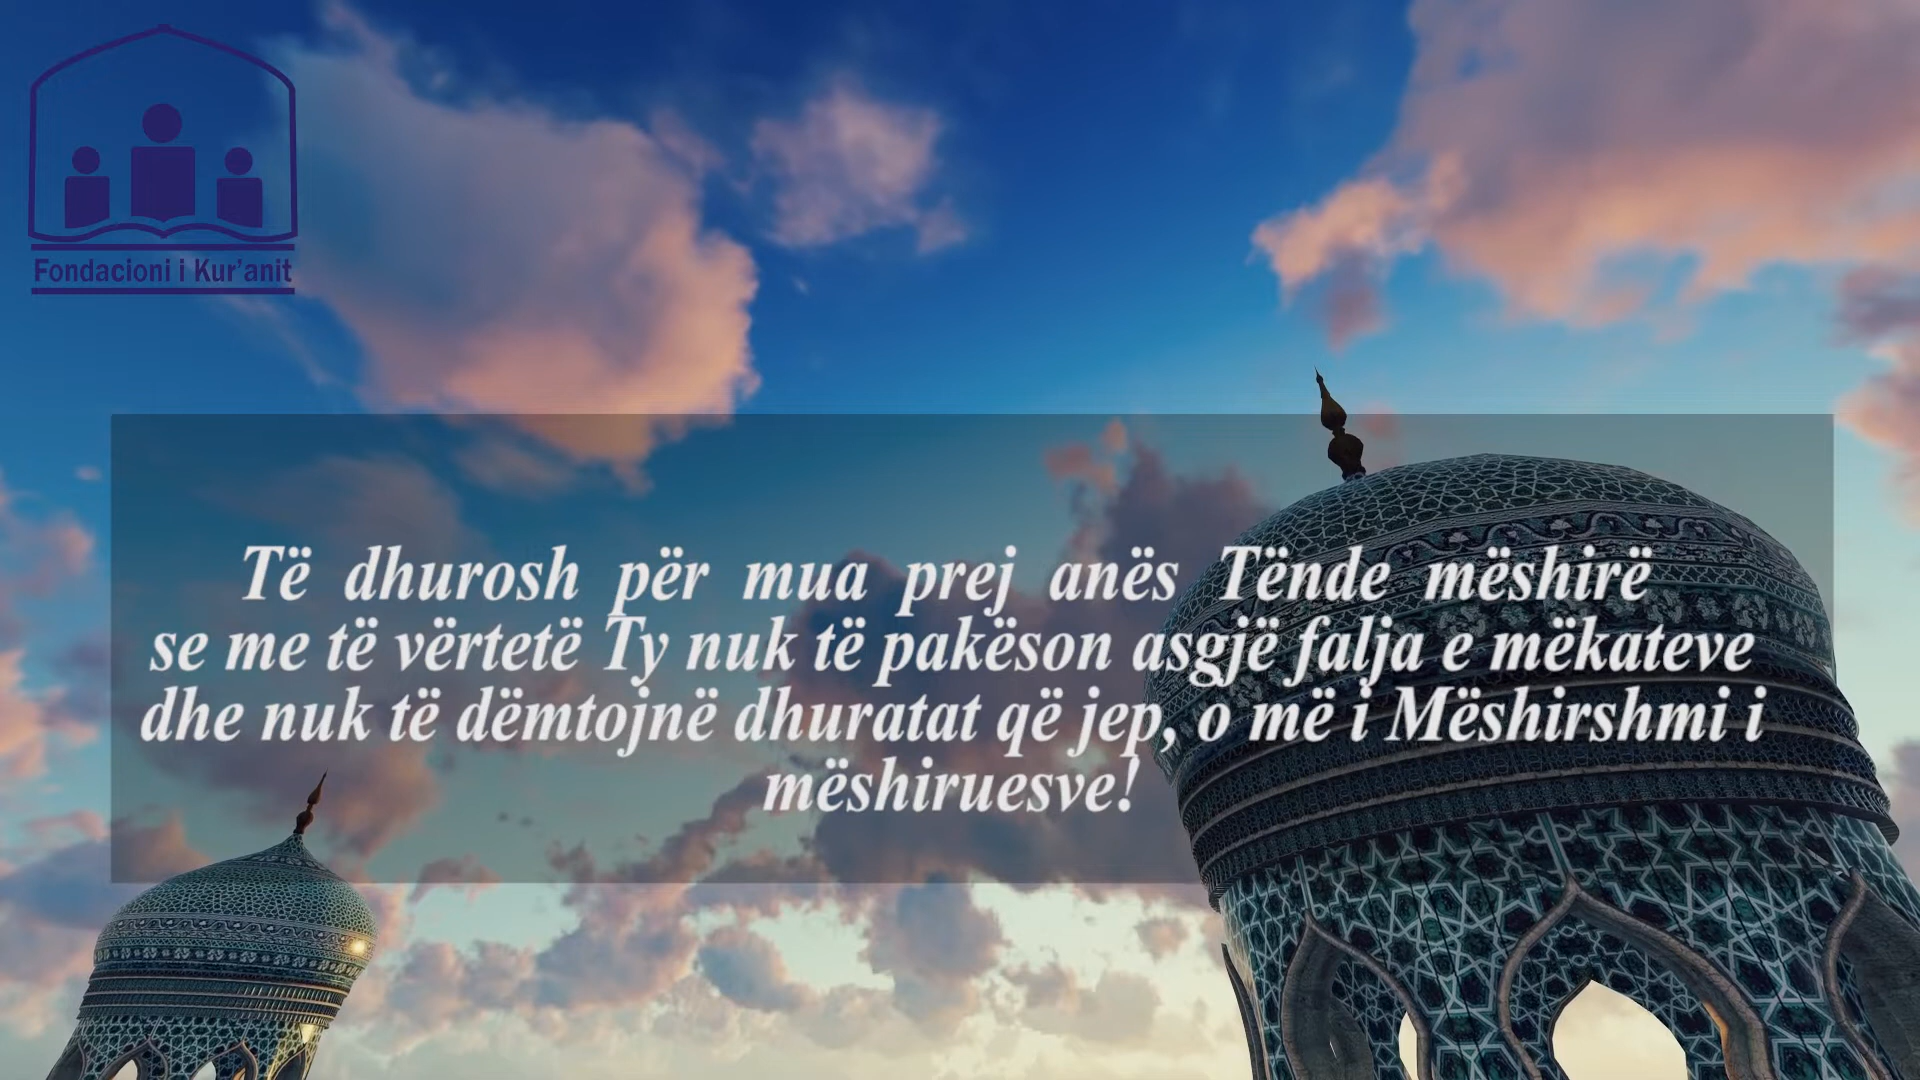 Fondacioni i Kur'anit
Të dhurosh për mua prej anës Tënde mëshirë
se me të vërtetë Ty nuk të pakëson asgjë falja e mëkateve
dhe nuk të dëmtojnë dhuratat që jep, o më i Mëshirshmi i
mëshiruesve!